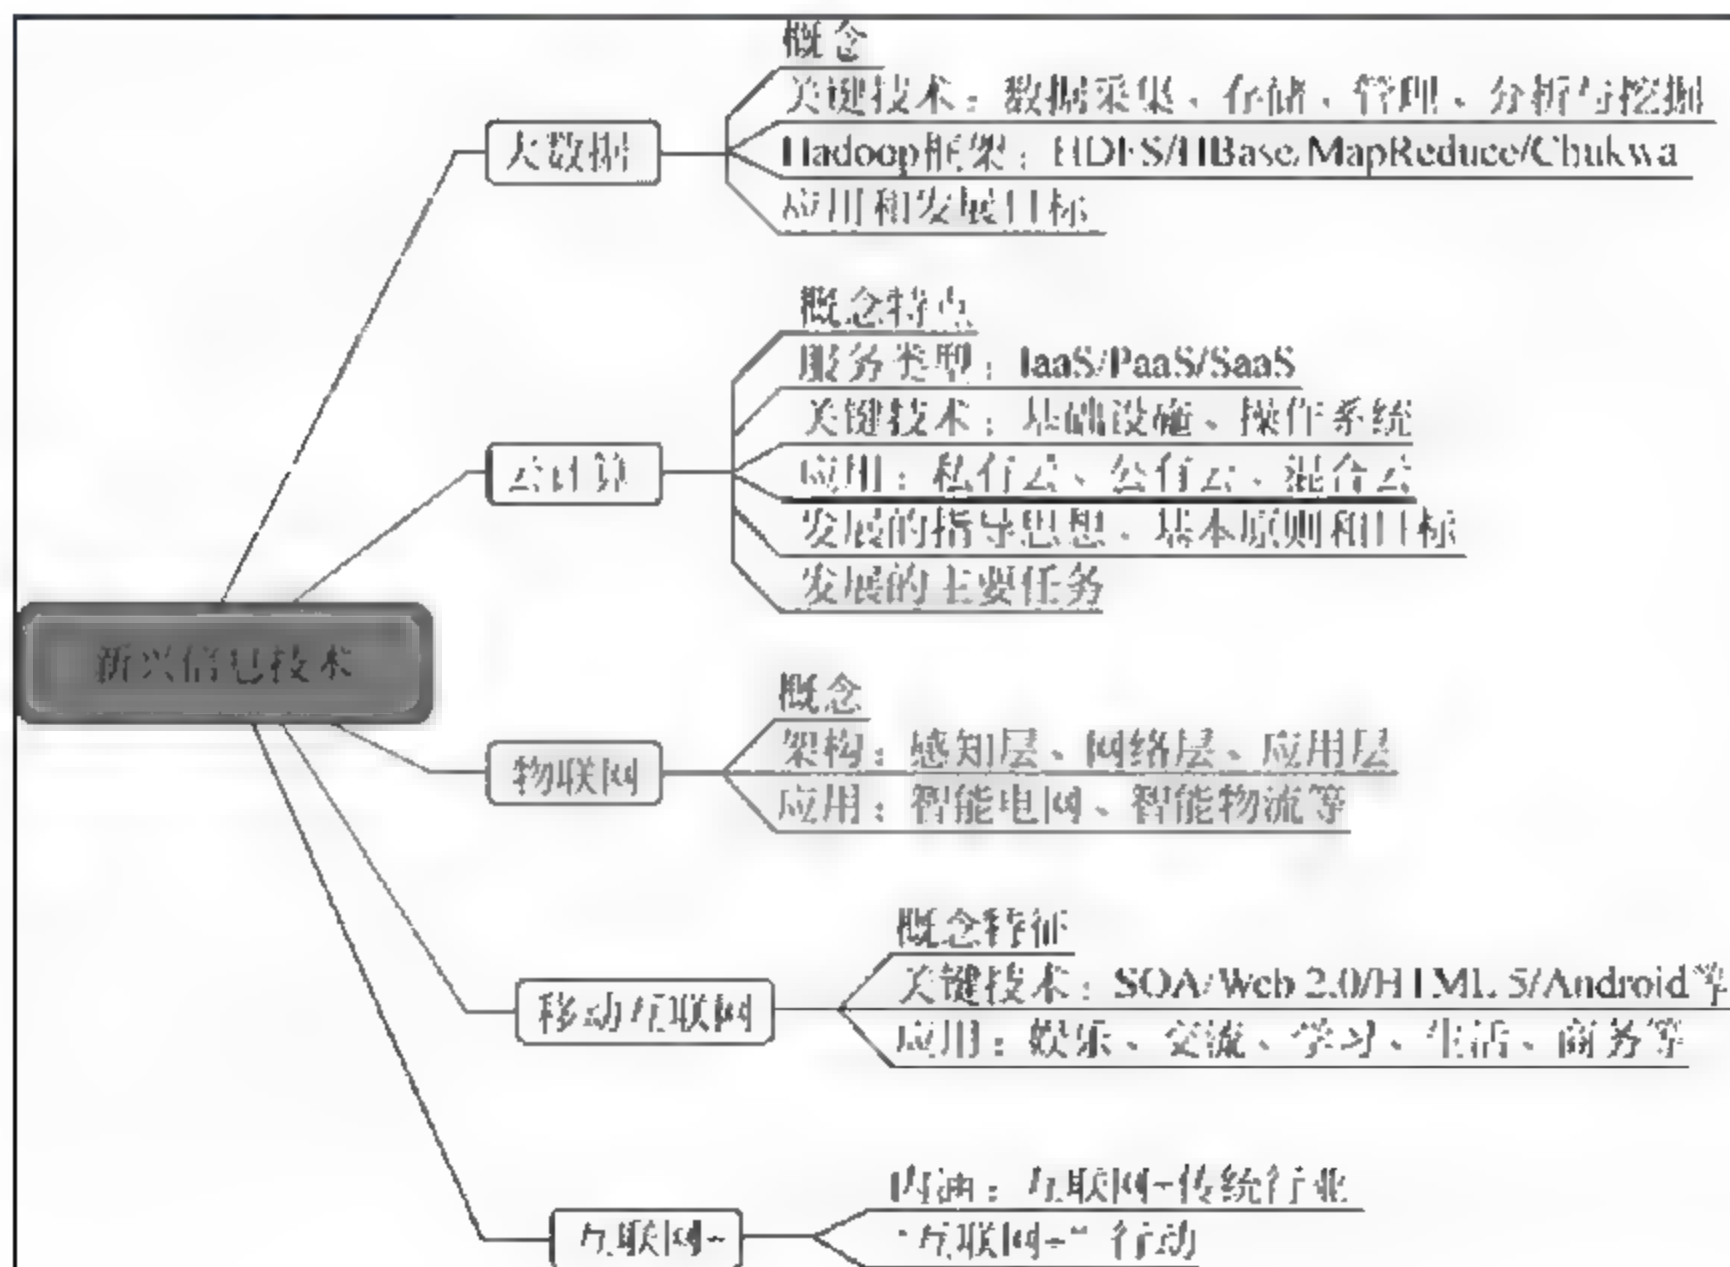 概念
关键技术：数据采集、存储、管理、分析与挖掘
大数据
Hadoop框架：HDFS/HBase/MapReduce/Chukwa
应用和发展目标
概念特点
服务类型：IaaS/PaaS/SaaS
关键技术：基础设施、操作系统
云计算
应用：私有云、公有云、混合云
发展的指导思想、基本原则和目标
发展的主要任务
新兴信息技术
概念
架构：感知层、网络层、应用层
物联网
应用：智能电网、智能物流等
概念特征
关键技术：SOA/Web 2.0/HTML 5/Android等
移动互联网
应用：娱乐、交流、学习、生活、商务等
内涵：互联网+传统行业
互联网+
“互联网+”行动